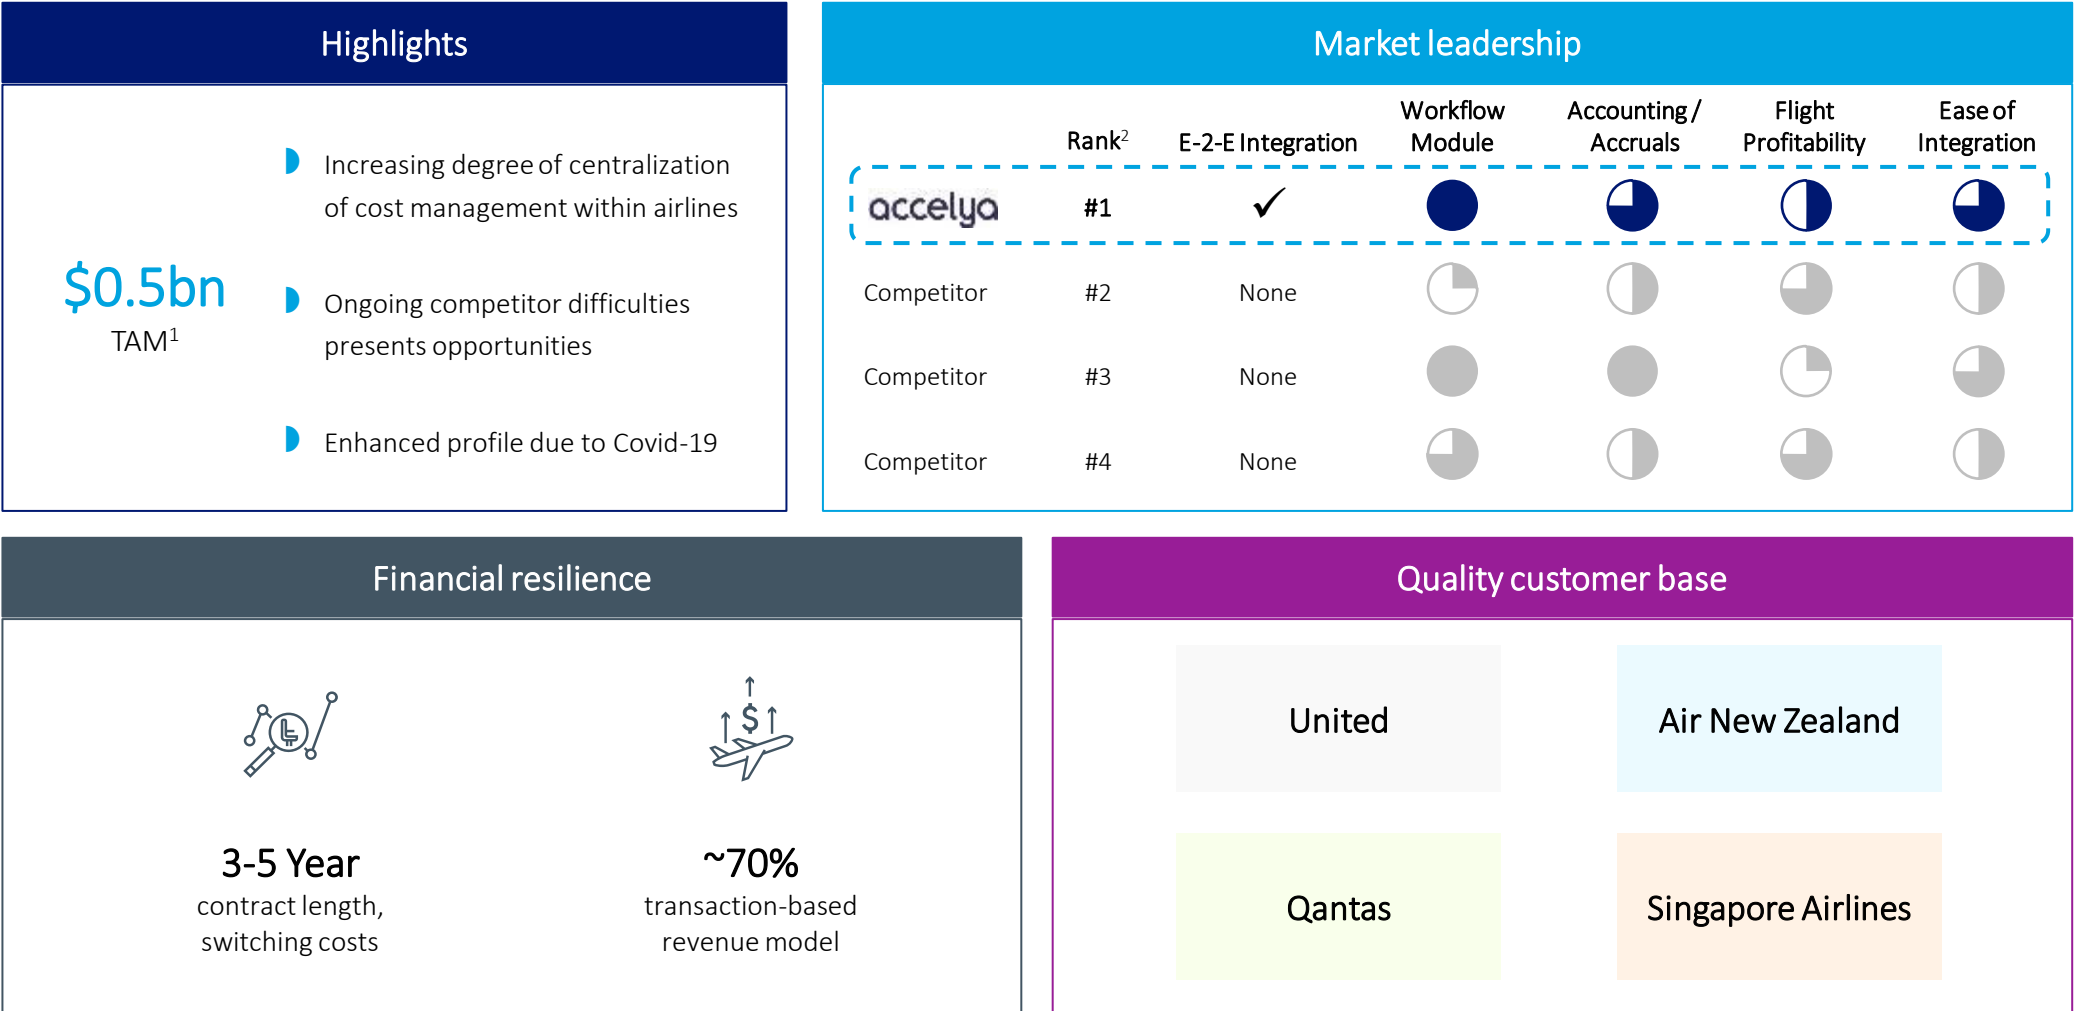 Highlights
$0.5bn
TAM1
Increasing degree of centralization
of cost management within airlines
Ongoing competitor difficulties
presents opportunities
Enhanced profile due to Covid-19
Market leadership
Rank2
E-2-E Integration
Workflow
Module
Accounting /
Accruals
Flight
Profitability
Ease of
Integration
accelya #1
Competitor #2 None
Competitor #3 None
Competitor #4 None
Financial resilience
3-5 Year
contract length,
switching costs
$
~70%
transaction-based
revenue model
Quality customer base
United
Air New Zealand
Qantas
Singapore Airlines